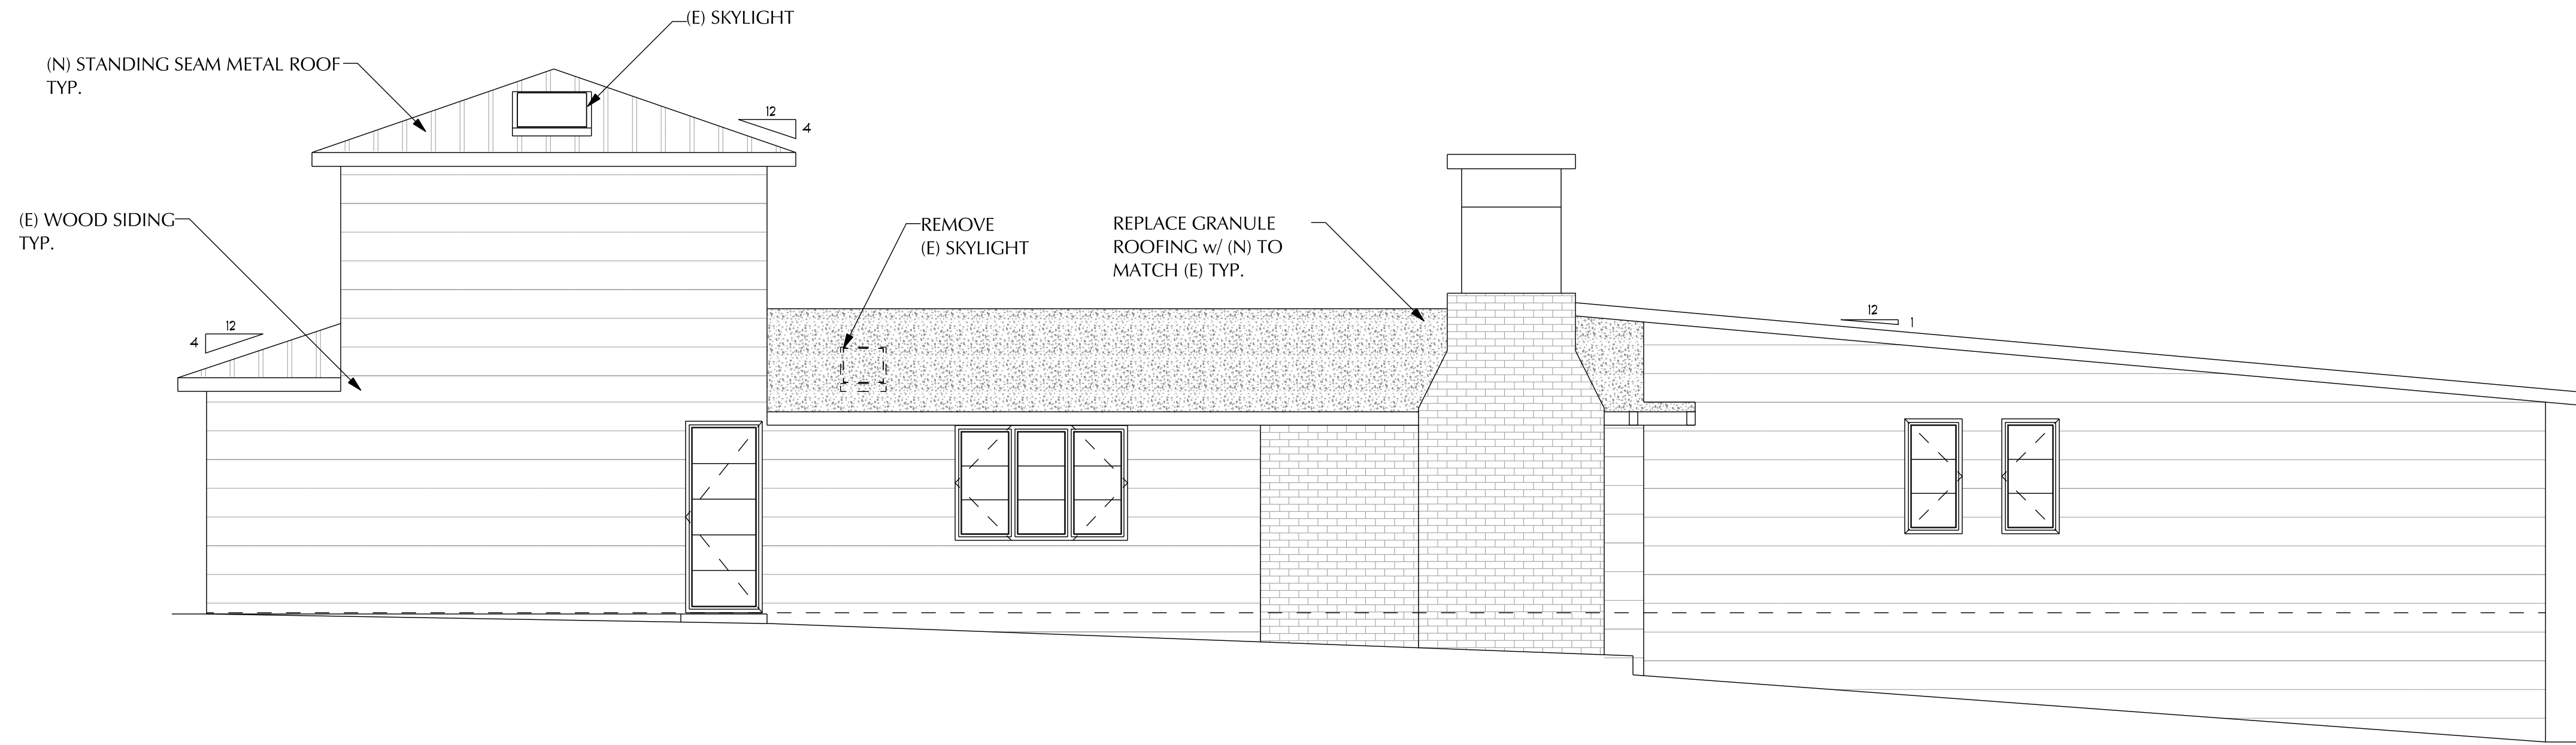 (E) SKYLIGHT
(N) STANDING SEAM METAL ROOF
TYP.
12
4
(E) WOOD SIDING
TYP.
REMOVE
(E) SKYLIGHT
REPLACE GRANULE
ROOFING w/ (N) TO
MATCH (E) TYP.
12
4
12
1